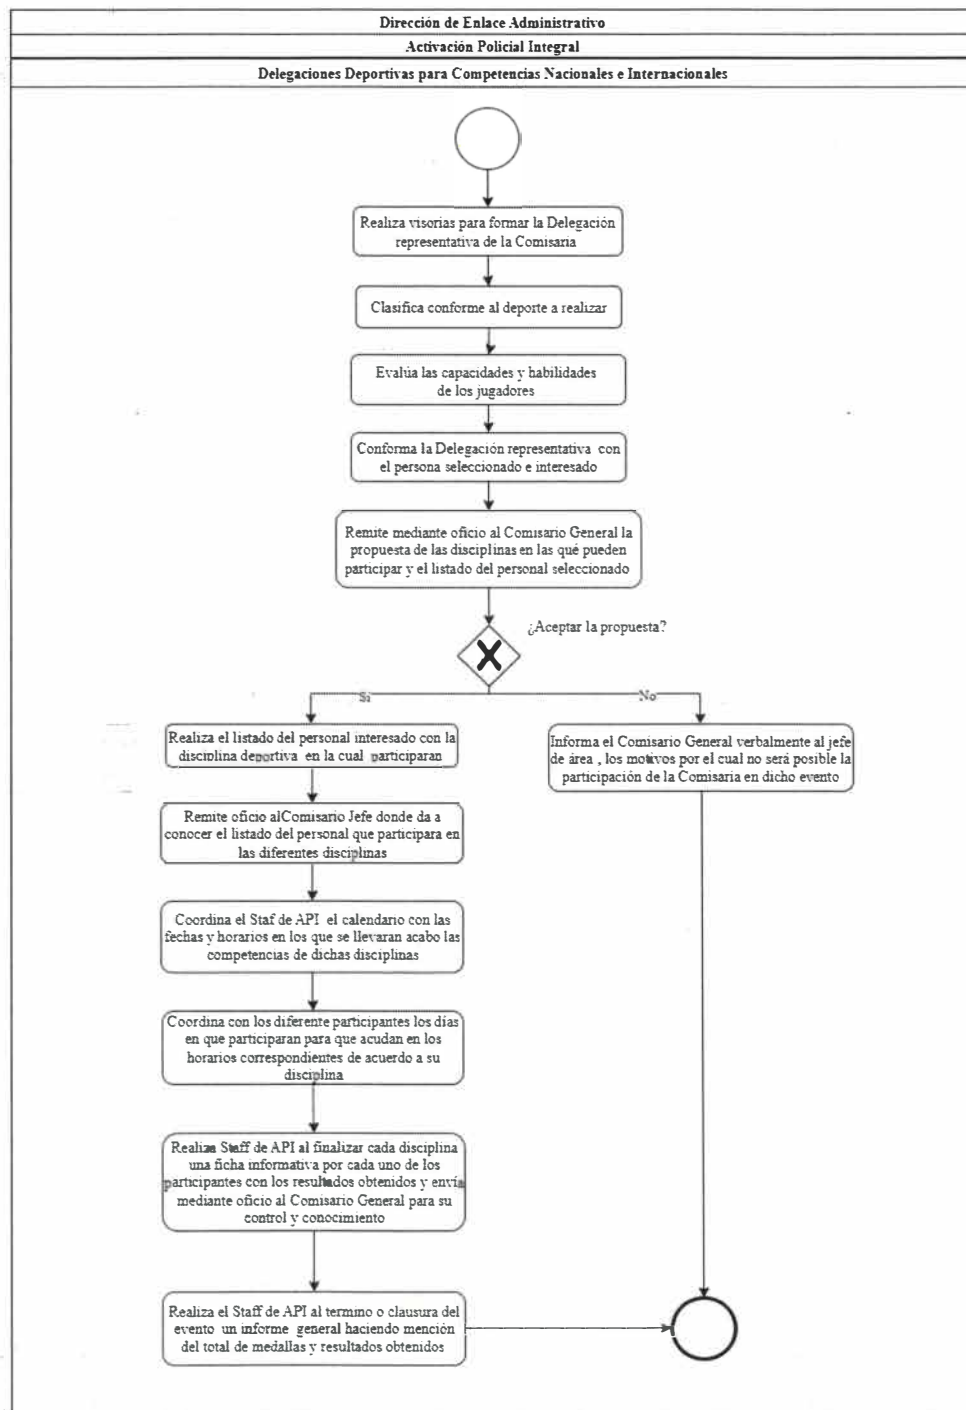 Dirección de Enlace Administrativo
Activación Policial Integral
Delegaciones Deportivas para Competencias Nacionales e Internacionales
Realiza visorias para formar la Delegación
representativa de la Comisaria
Clasifica conforme al deporte a realizar
Evalúa las capacidades y habilidades
de los jugadores
Conforma la Delegación representativa con
el persona seleccionado e interesado
Remite mediante oficio al Comisario General la
propuesta de las disciplinas en las qué pueden
participar y el listado del personal seleccionado
¿Aceptar la propuesta?
Si
No
Realiza el listado del personal interesado con la
disciplina deportiva en la cual participaran
Informa el Comisario General verbalmente al jefe
de área , los motivos por el cual no será posible la
participación de la Comisaria en dicho evento
Remite oficio alComisario Jefe donde da a
conocer el listado del personal que participara en
las diferentes disciplinas
Coordina el Staf de API el calendario con las
fechas y horarios en los que se llevaran acabo las
competencias de dichas disciplinas
Coordina con los diferente participantes los días
en que participaran para que acudan en los
horarios correspondientes de acuerdo a su
disciplina
Realiza Staff de API al finalizar cada disciplina
una ficha informativa por cada uno de los
participantes con los resultados obtenidos y envía
mediante oficio al Comisario General para su
control y conocimiento
Realiza el Staff de API al termino o clausura del
evento un informe general haciendo mención
del total de medallas y resultados obtenidos